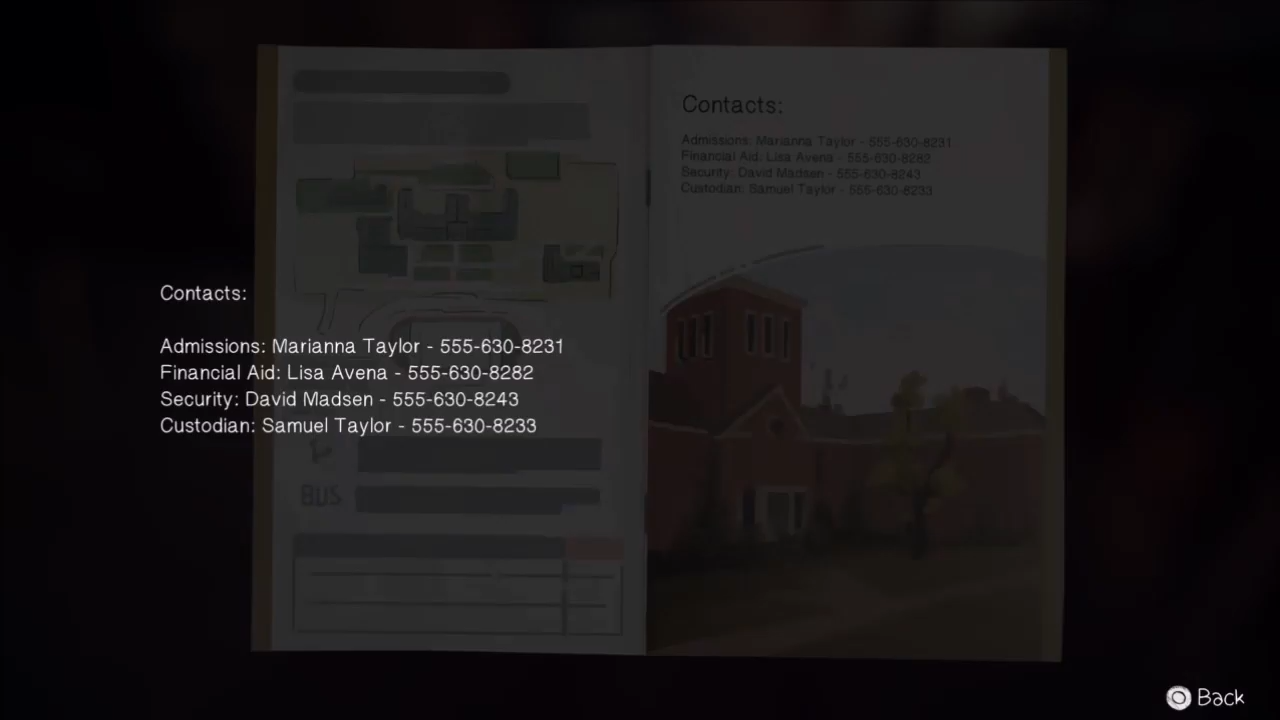 Contacts:
Admissions: Marianna Taylor - 555-630-8231
Financial Aid: Lisa Avena - 555-630-8282
Security: David Madsen - 555-630-8243
Custodian: Samuel Taylor - 555-630-8233
Contacts:
Admissions: Marianna Taylor - 555-630-8231
Financial Aid: Lisa Avena - 555-630-8282
Security: David Madsen - 555-630-8243
Custodian: Samuel Taylor - 555-630-8233
BUS
Back